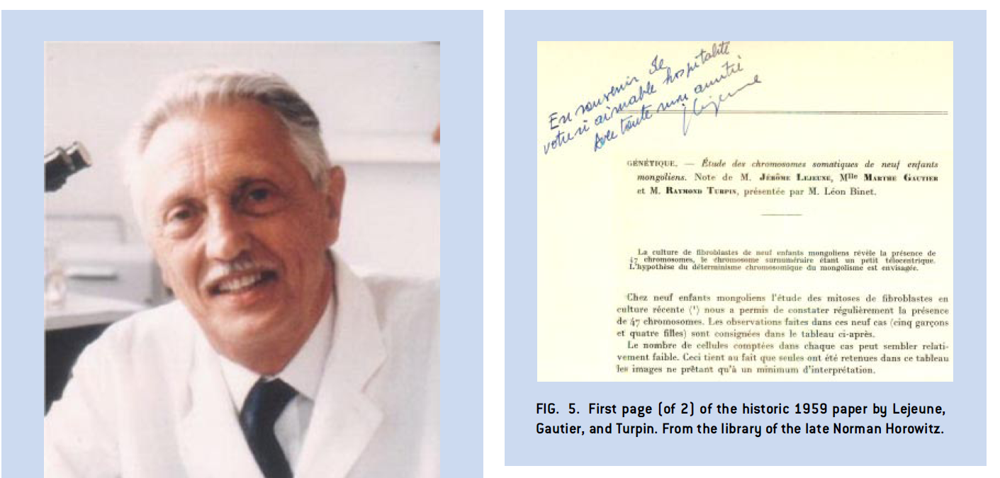 En souvenir de
votre aimable hospitalité
Avec toute mon amitié
Lejeune
GÉNÉTIQUE. — Étude des chromosomes somatiques de neuf enfants
mongoliens. Note de M. Jérôme Lejeune, Mlle Marthe Gautier
et M. Raymond Turpin, présentée par M. Léon Binet.
La culture de fibroblastes de neuf enfants mongoliens révèle la présence de
47 chromosomes, le chromosome surnuméraire étant un petit télocentrique.
L'hypothèse du déterminisme chromosomique du mongolisme est envisagée.
Chez neuf enfants mongoliens l'étude des mitoses de fibroblastes en
culture récente (¹) nous a permis de constater régulièrement la présence
de 47 chromosomes. Les observations faites dans ces neuf cas (cinq garçons
et quatre filles) sont consignées dans le tableau ci-après.
Le nombre de cellules comptées dans chaque cas peut sembler relati-
vement faible. Ceci tient au fait que seules ont été retenues dans ce tableau
les images ne prêtant qu'à un minimum d'interprétation.
FIG. 5. First page (of 2) of the historic 1959 paper by Lejeune,
Gautier, and Turpin. From the library of the late Norman Horowitz.